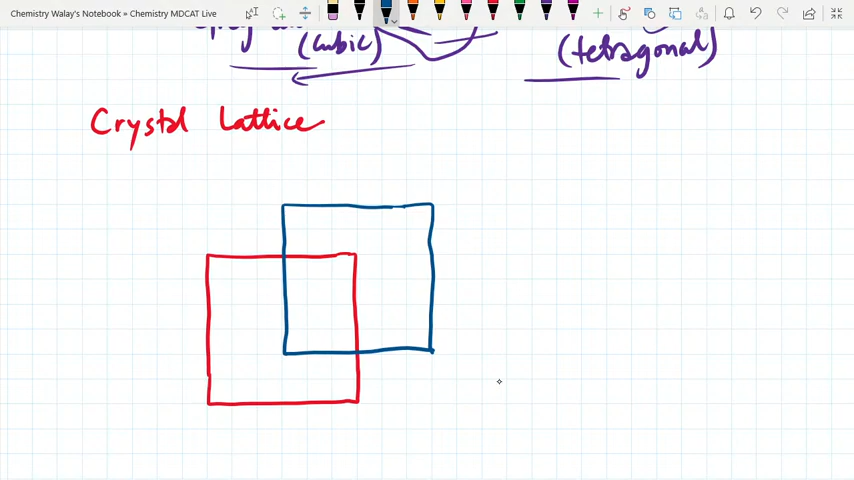 Chemistry Walay's Notebook » Chemistry MDCAT Live
(Cubic)
(tetragonal)
Crystal Lattice